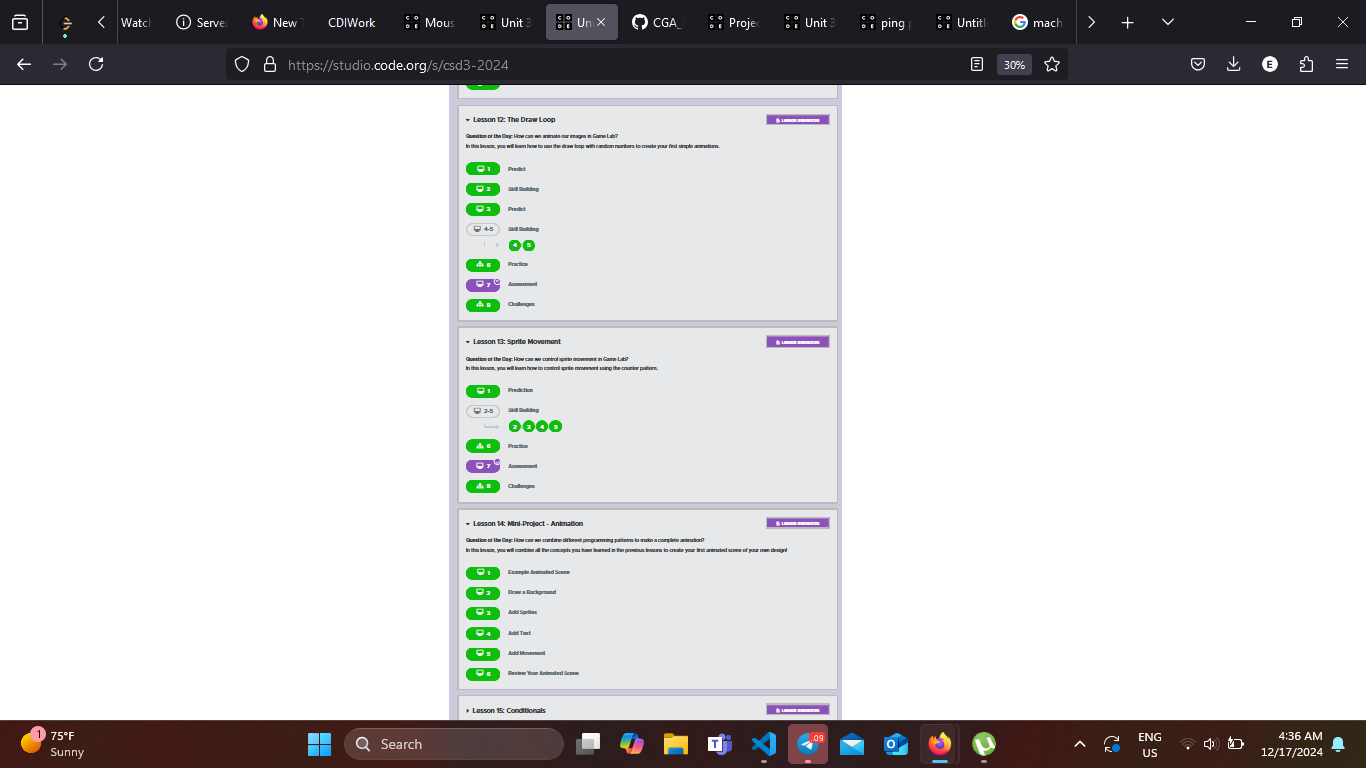 Watch
Server
New T
CDIWork
Mous
Unit 3
Uni
CGA_
Projec
Unit 3
ping p
Untitl
mach
https://studio.code.org/s/csd3-2024
30%
E
Lesson 12: The Draw Loop
Lesson Resources
Question of the Day: How can we animate our images in Game Lab?
In this lesson, you will learn how to use the draw loop with random numbers to create your first simple animations.
1 Predict
2 Skill Building
3 Predict
4-5 Skill Building
4 5
6 Practice
7 Assessment
8 Challenges
Lesson 13: Sprite Movement
Lesson Resources
Question of the Day: How can we control sprite movement in Game Lab?
In this lesson, you will learn how to control sprite movement using the counter pattern.
1 Prediction
2-5 Skill Building
2 3 4 5
6 Practice
7 Assessment
8 Challenges
Lesson 14: Mini-Project - Animation
Lesson Resources
Question of the Day: How can we combine different programming patterns to make a complete animation?
In this lesson, you will combine all the concepts you have learned in the previous lessons to create your first animated scene of your own design!
1 Example Animated Scene
2 Draw a Background
3 Add Sprites
4 Add Text
5 Add Movement
6 Review Your Animated Scene
Lesson 15: Conditionals
Lesson Resources
1
75°F
Sunny
Search
.09
ENG
US
4:36 AM
12/17/2024